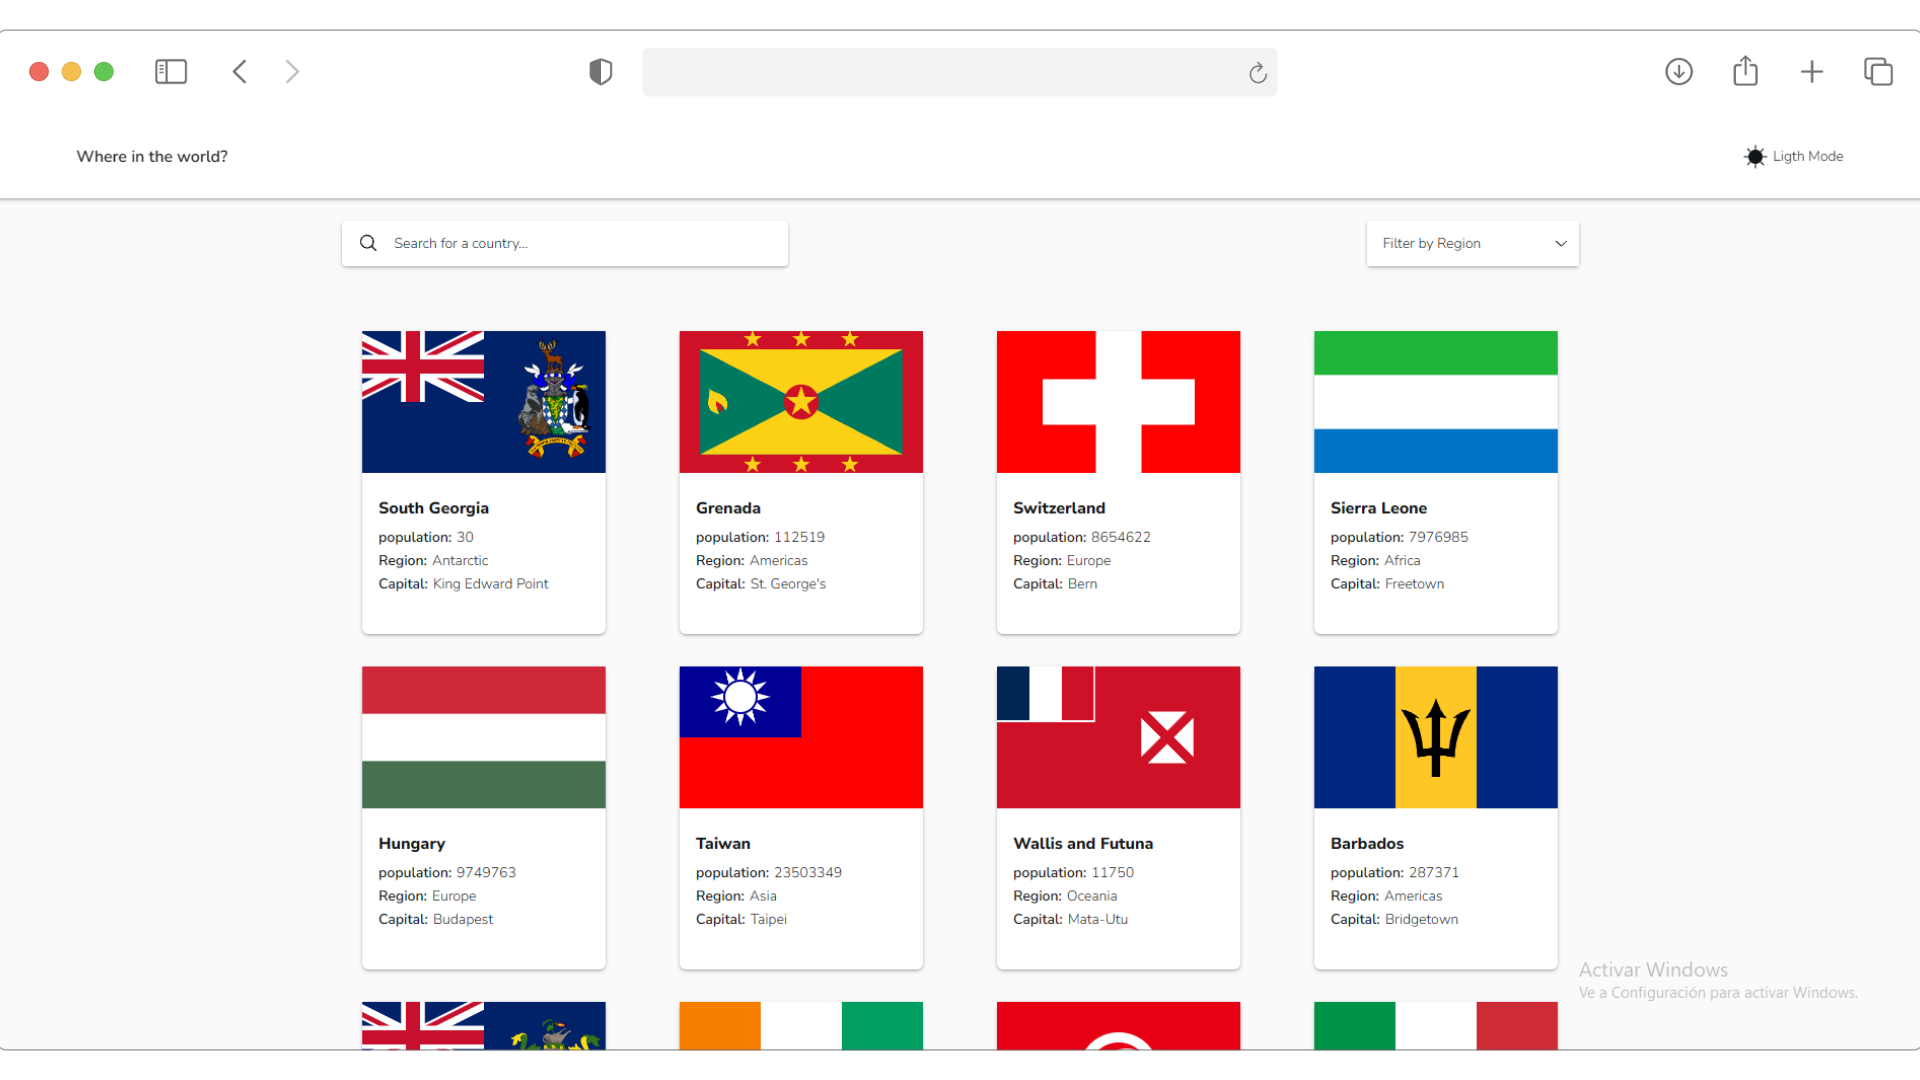 Where in the world?
Ligth Mode
Search for a country...
Filter by Region
South Georgia
population: 30
Region: Antarctic
Capital: King Edward Point
Grenada
population: 112519
Region: Americas
Capital: St. George's
Switzerland
population: 8654622
Region: Europe
Capital: Bern
Sierra Leone
population: 7976985
Region: Africa
Capital: Freetown
Hungary
population: 9749763
Region: Europe
Capital: Budapest
Taiwan
population: 23503349
Region: Asia
Capital: Taipei
Wallis and Futuna
population: 11750
Region: Oceania
Capital: Mata-Utu
Barbados
population: 287371
Region: Americas
Capital: Bridgetown
Activar Windows
Ve a Configuración para activar Windows.